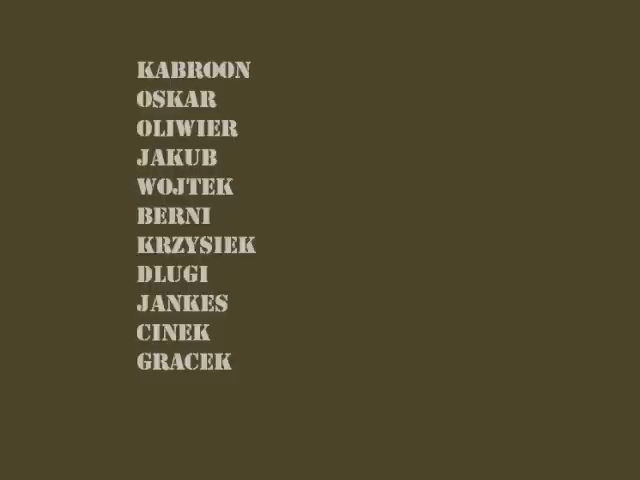 KABROON
OSKAR
OLIWIER
JAKUB
WOJTEK
BERNI
KRZYSIEK
DLUGI
JANKES
CINEK
GRACEK